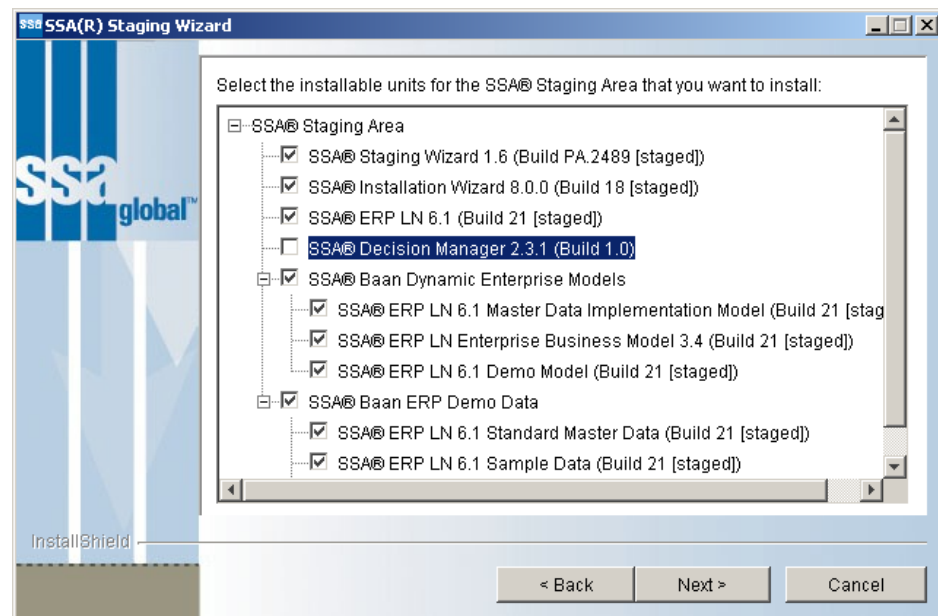 SSA SSA(R) Staging Wizard
Select the installable units for the SSA® Staging Area that you want to install:
SSA® Staging Area
SSA® Staging Wizard 1.6 (Build PA.2489 [staged])
SSA® Installation Wizard 8.0.0 (Build 18 [staged])
SSA® ERP LN 6.1 (Build 21 [staged])
SSA® Decision Manager 2.3.1 (Build 1.0)
SSA® Baan Dynamic Enterprise Models
SSA® ERP LN 6.1 Master Data Implementation Model (Build 21 [stag
SSA® ERP LN Enterprise Business Model 3.4 (Build 21 [staged])
SSA® ERP LN 6.1 Demo Model (Build 21 [staged])
SSA® Baan ERP Demo Data
SSA® ERP LN 6.1 Standard Master Data (Build 21 [staged])
SSA® ERP LN 6.1 Sample Data (Build 21 [staged])
ssa
global™
InstallShield
< Back
Next >
Cancel